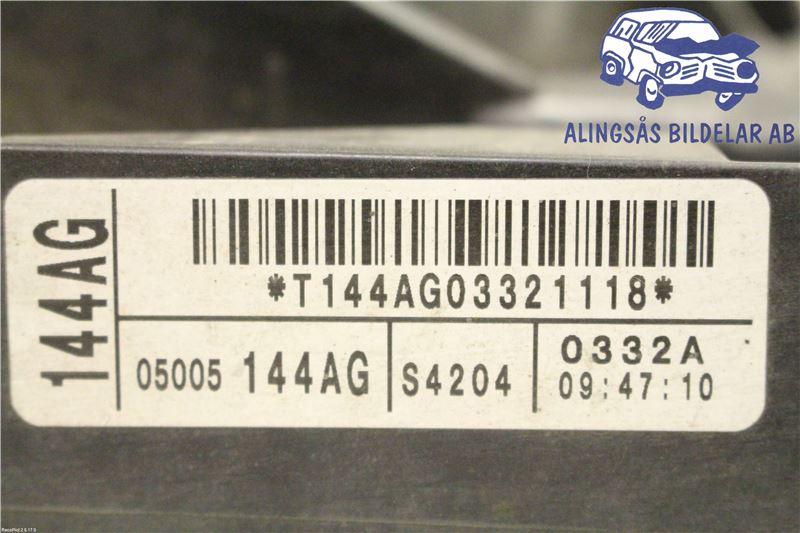 ALINGSÅS BILDELAR AB
144AG
*T144AG03321118*
05005 144AG S4204 0332A
09:47:10